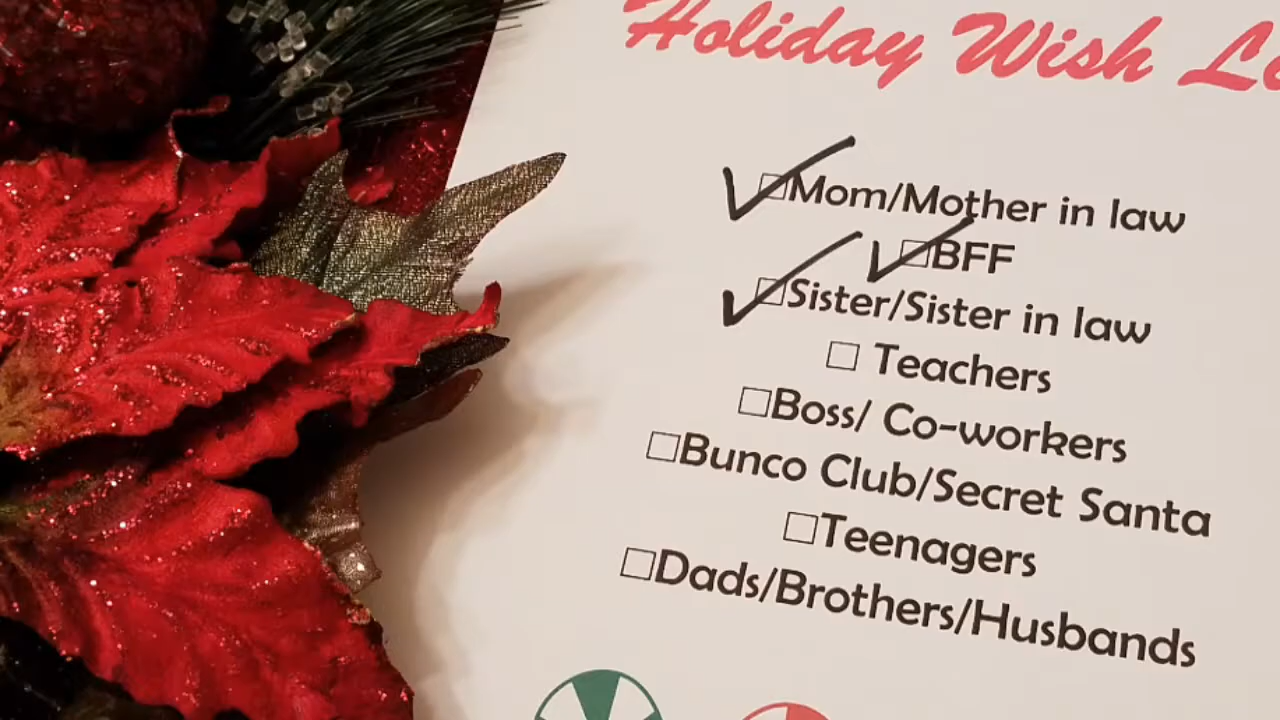 Holiday Wish
Mom/Mother in law
BFF
Sister/Sister in law
Teachers
Boss/ Co-workers
Bunco Club/Secret Santa
Teenagers
Dads/Brothers/Husbands